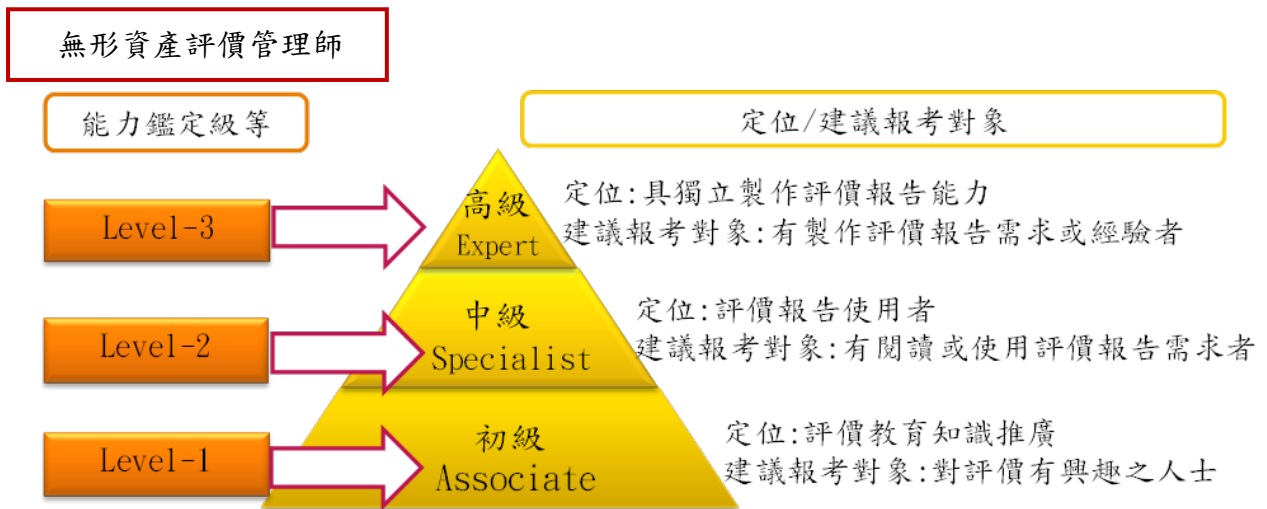 無形資產評價管理師
能力鑑定級等
定位/建議報考對象
Level-3
高級
Expert
定位:具獨立製作評價報告能力
建議報考對象:有製作評價報告需求或經驗者
Level-2
中級
Specialist
定位:評價報告使用者
建議報考對象:有閱讀或使用評價報告需求者
Level-1
初級
Associate
定位:評價教育知識推廣
建議報考對象:對評價有興趣之人士